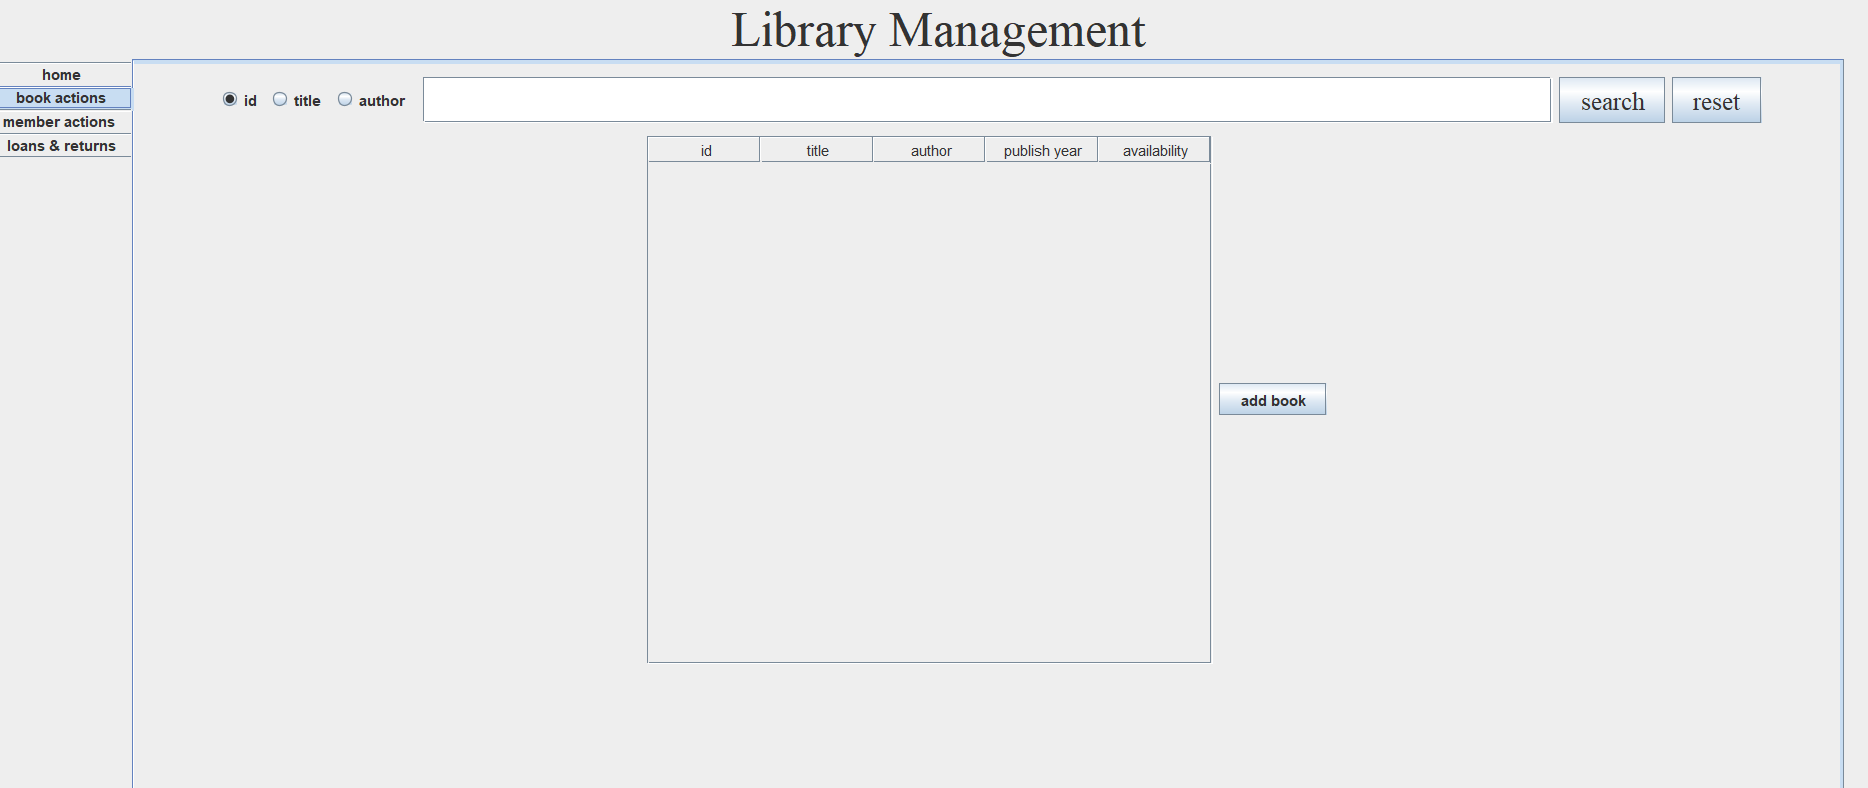 Library Management
home
book actions
member actions
loans & returns
id title author search reset
id title author publish year availability
add book